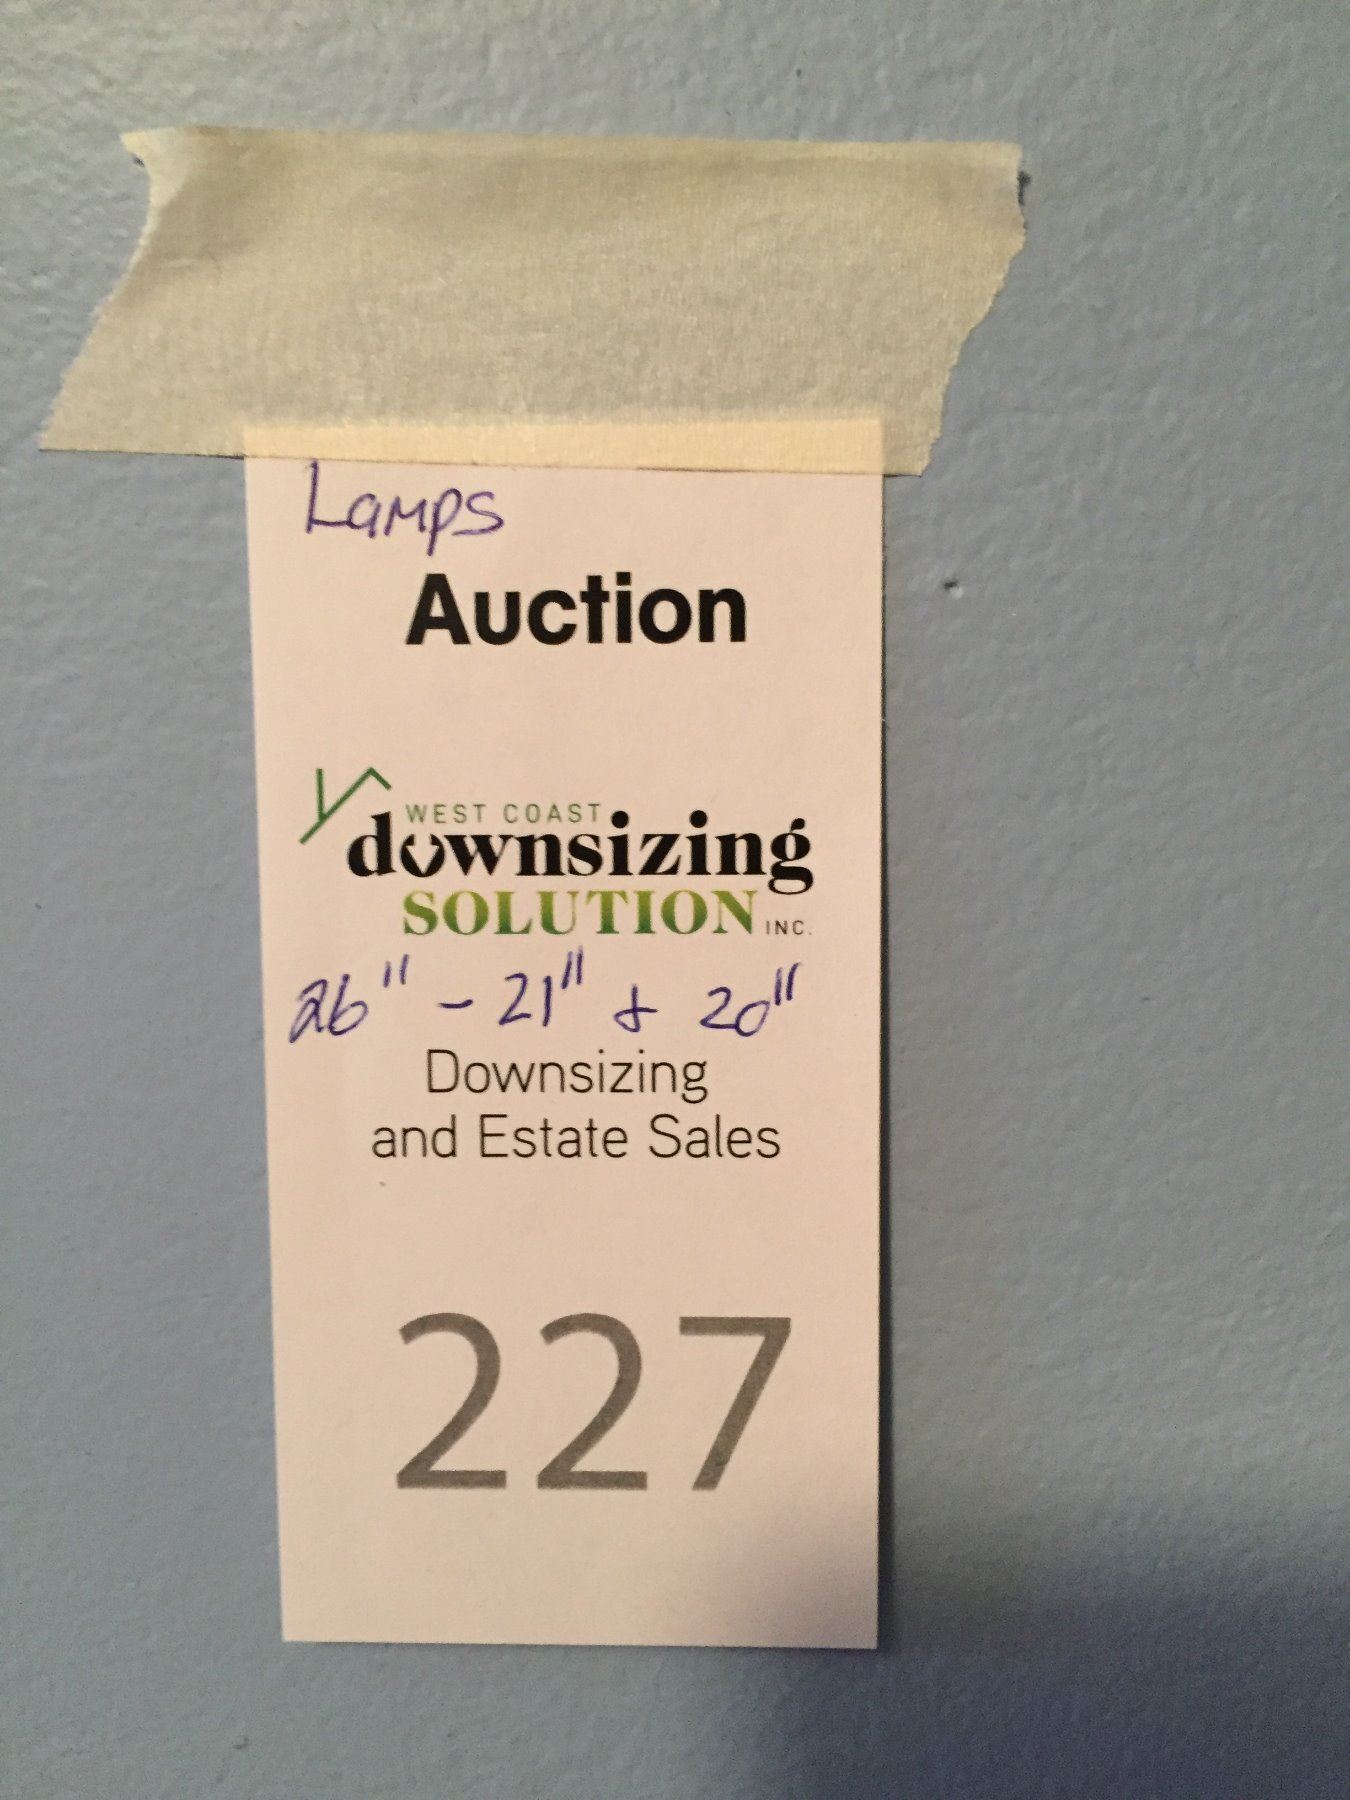 Lamps
Auction
WEST COAST
downsizing
SOLUTION INC.
26" - 21" & 20"
Downsizing
and Estate Sales
227